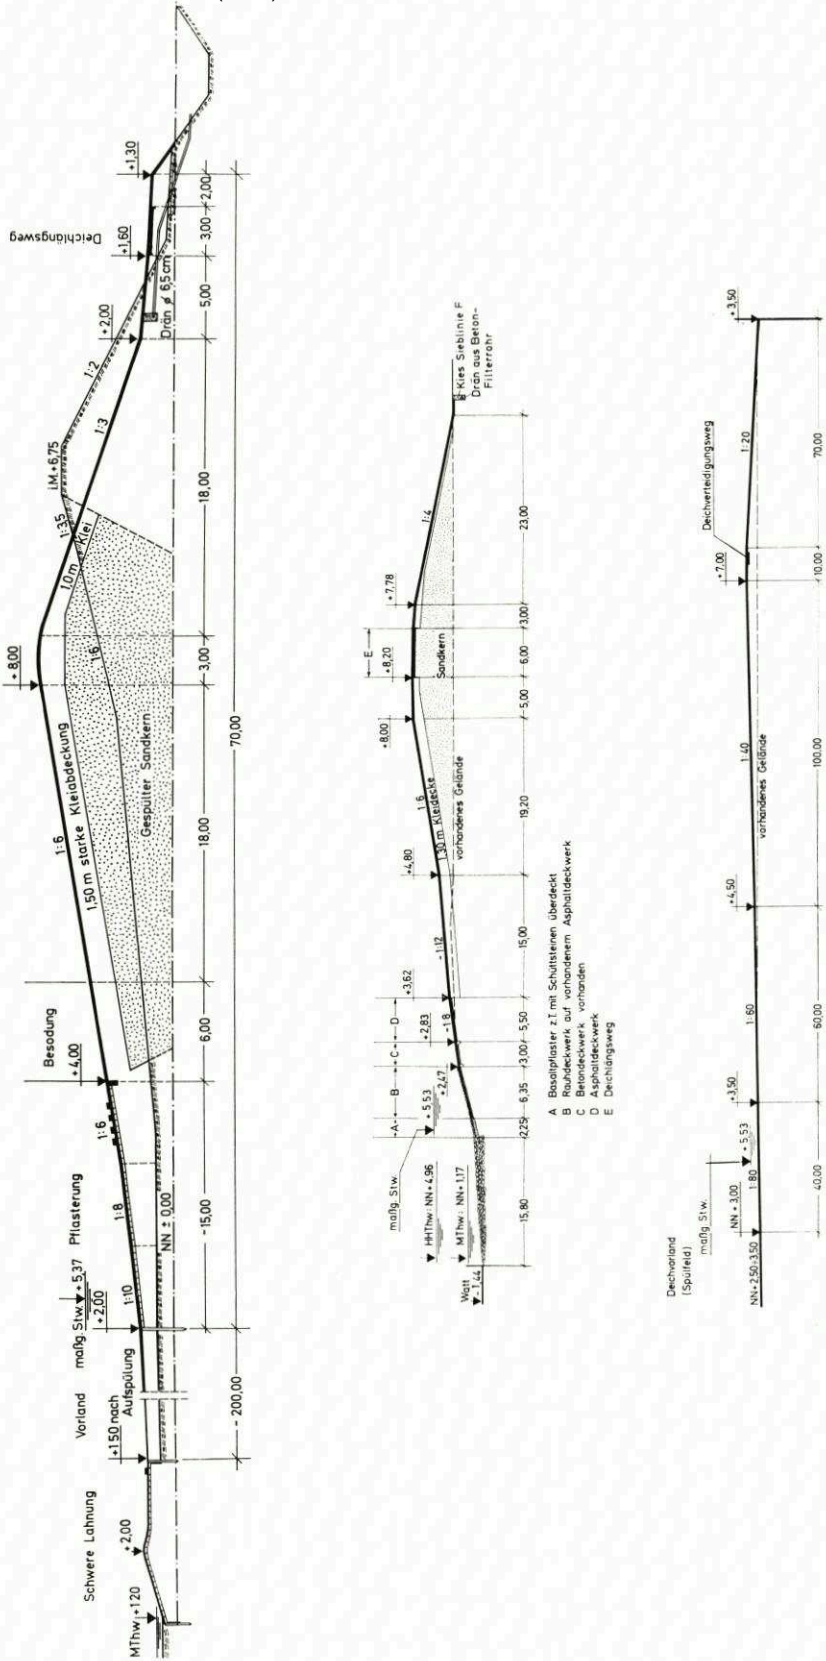 Schwere Lahnung
MThw:+1,20
+2,00
Vorland
+1,50 nach
Aufspülung
maßg. Stw. +5,37
+2,00
Pflasterung
1:10
1:8
1:6
NN ± 0,00
Besodung
+4,00
1:6
1,50 m starke Kleiabdeckung
Gespülter Sandkern
+8,00
1:6
1,0 m Klei
1:3,5
i.M.+6,75
1:2
1:3
+2,00
Drän ø 6,5 cm
Deichlängsweg
+1,60
+1,30
-15,00
6,00
18,00
3,00
-18,00
5,00
3,00
2,00
-200,00
-70,00
Watt
-1,44
HHThw: NN+4,96
MThw: NN+1,17
maßg. Stw.
+5,53
+2,47
A
B
C
D
+2,83
+3,62
-1:8
-1:12
+4,80
1:6
1,30 m Kleidecke
vorhandenes Gelände
+8,00
E
+8,20
Sandkern
+7,78
1:4
Kies Sieblinie F
Drän aus Beton-
Filterrohr
15,80
2,25
6,35
3,00
5,50
15,00
19,20
5,00
6,00
3,00
23,00
A Basaltpflaster z.T. mit Schüttsteinen überdeckt
B Rauhdeckwerk auf vorhandenem Asphaltdeckwerk
C Betondeckwerk vorhanden
D Asphaltdeckwerk
E Deichlängsweg
Deichvorland
(Spülfeld)
NN+2,50-3,50
maßg. Stw.
NN + 3,00
+5,53
1:80
+3,50
1:60
+4,50
1:40
vorhandenes Gelände
+7,00
Deichverteidigungsweg
1:20
+3,50
40,00
60,00
100,00
10,00
70,00